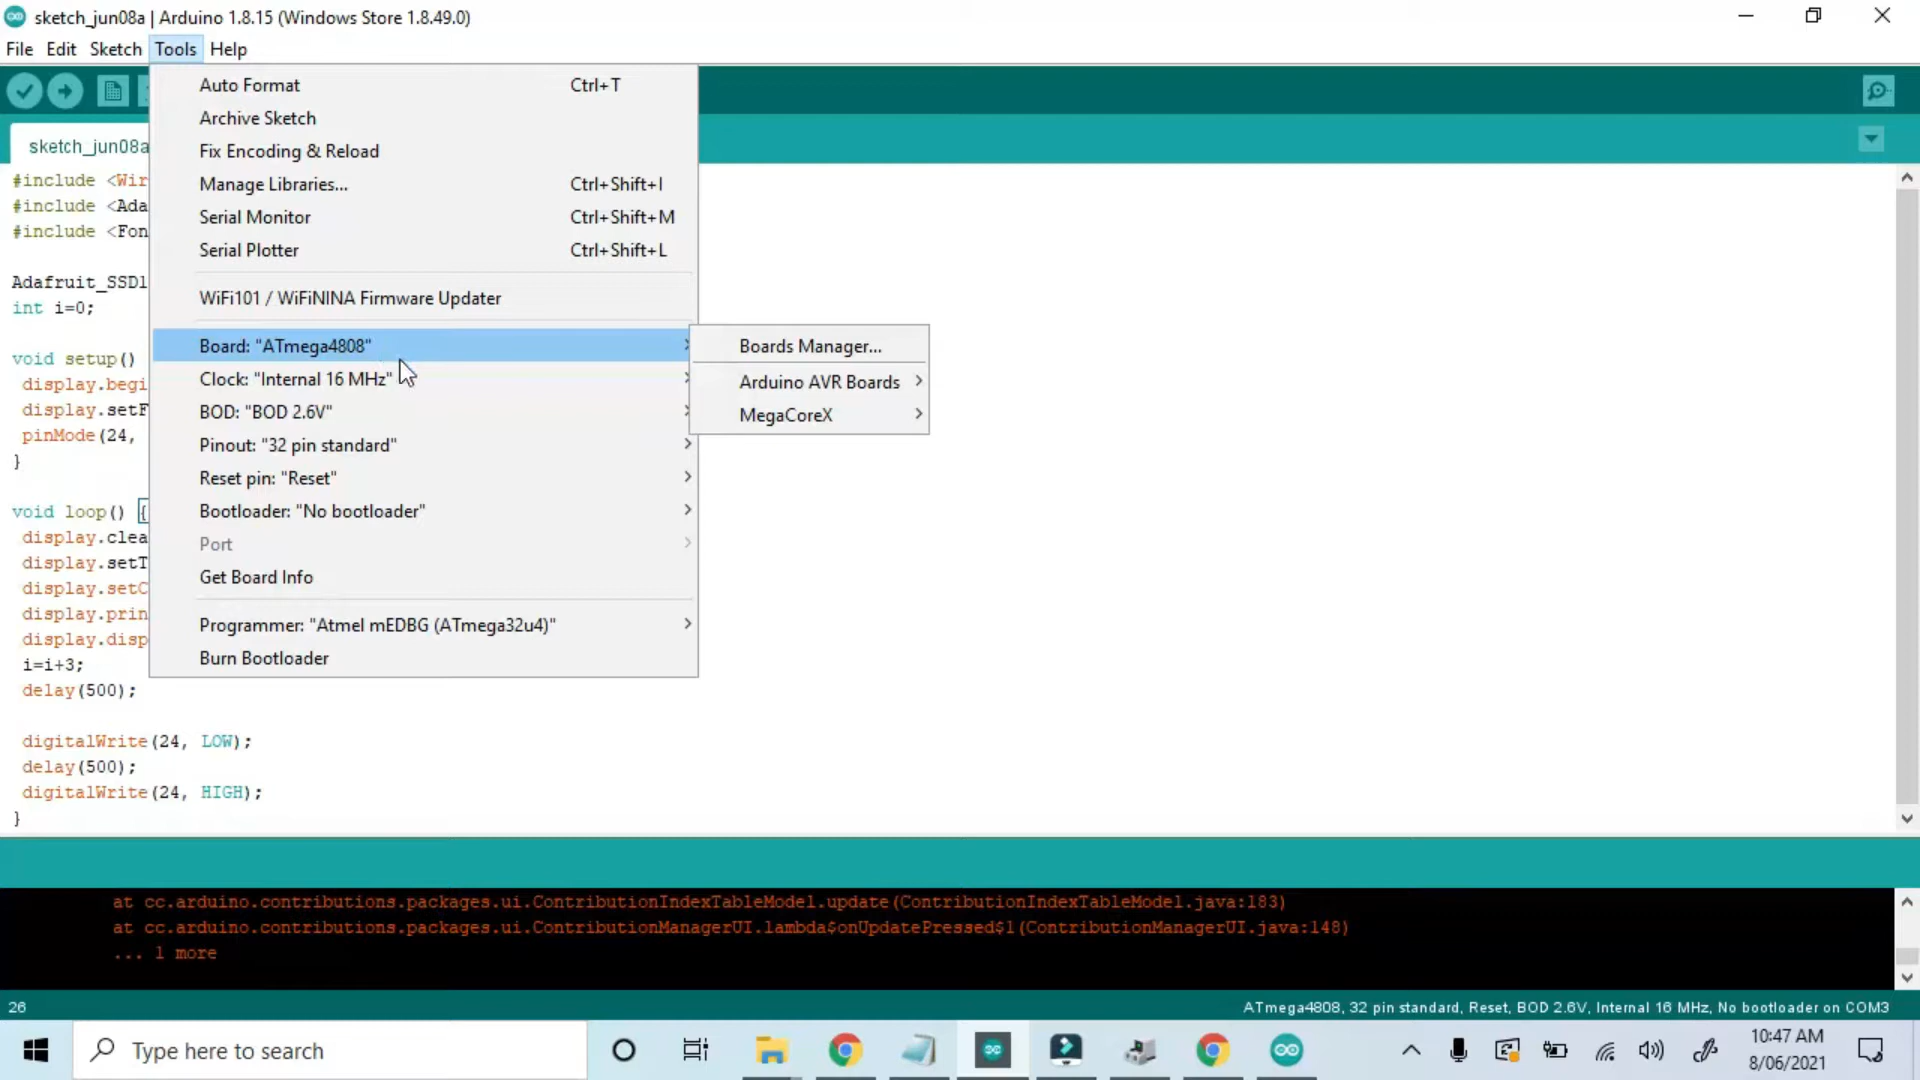 sketch_jun08a | Arduino 1.8.15 (Windows Store 1.8.49.0)
File Edit Sketch Tools Help
Auto Format Ctrl+T
Archive Sketch
sketch_jun08a
Fix Encoding & Reload
#include <Wir
Manage Libraries... Ctrl+Shift+I
#include <Ada
Serial Monitor Ctrl+Shift+M
#include <Fon
Serial Plotter Ctrl+Shift+L
Adafruit_SSD1
WiFi101 / WiFiNINA Firmware Updater
int i=0;
Board: "ATmega4808"
Boards Manager...
void setup()
Clock: "Internal 16 MHz"
Arduino AVR Boards
display.begi
BOD: "BOD 2.6V"
MegaCoreX
display.setF
pinMode(24,
Pinout: "32 pin standard"
}
Reset pin: "Reset"
void loop() {
Bootloader: "No bootloader"
display.clea
Port
display.setT
Get Board Info
display.setC
display.prin
Programmer: "Atmel mEDBG (ATmega32u4)"
display.disp
Burn Bootloader
i=i+3;
delay(500);
digitalWrite(24, LOW);
delay(500);
digitalWrite(24, HIGH);
}
at cc.arduino.contributions.packages.ui.ContributionIndexTableModel.update(ContributionIndexTableModel.java:183)
at cc.arduino.contributions.packages.ui.ContributionManagerUI.lambda$onUpdatePressed$1(ContributionManagerUI.java:148)
... 1 more
26
ATmega4808, 32 pin standard, Reset, BOD 2.6V, Internal 16 MHz, No bootloader on COM3
Type here to search
10:47 AM
8/06/2021